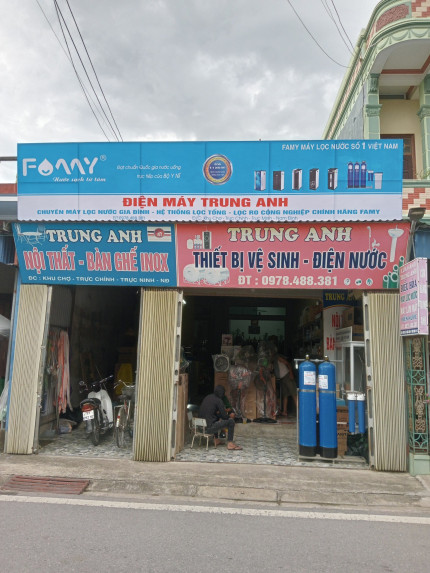 FAMY®
Nước sạch từ tâm
Đạt chuẩn Quốc gia nước uống
trực tiếp của BỘ Y TẾ
FAMY MÁY LỌC NƯỚC SỐ 1 VIỆT NAM
ĐIỆN MÁY TRUNG ANH
CHUYÊN MÁY LỌC NƯỚC GIA ĐÌNH - HỆ THỐNG LỌC TỔNG - LỌC RO CÔNG NGHIỆP CHÍNH HÃNG FAMY
TRUNG ANH
NỘI THẤT - BÀN GHẾ INOX
ĐC : KHU CHỢ - TRỰC CHÍNH - TRỰC NINH - NĐ
TRUNG ANH
THIẾT BỊ VỆ SINH - ĐIỆN NƯỚC
ĐT : 0978.488.381
TRUNG